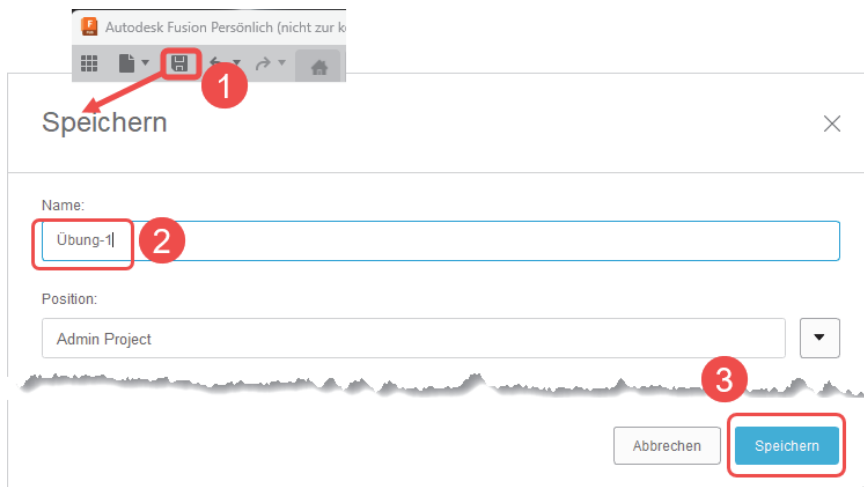 Autodesk Fusion Persönlich (nicht zur
1
Speichern
Name:
Übung-1
2
Position:
Admin Project
3
Abbrechen
Speichern